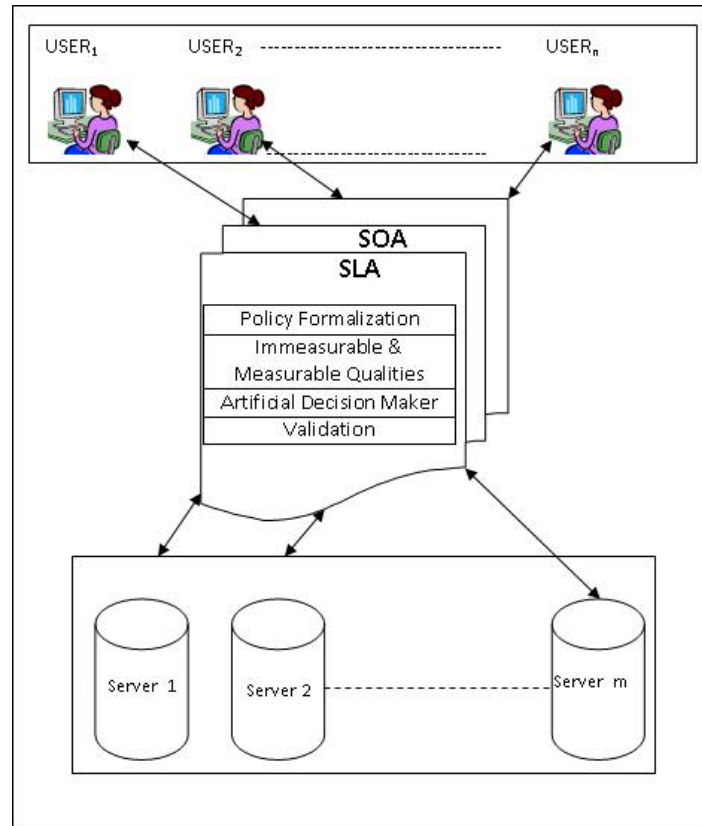 USER₁ USER₂ USERₙ
SOA
SLA
Policy Formalization
Immeasurable &
Measurable Qualities
Artificial Decision Maker
Validation
Server 1 Server 2 Server m